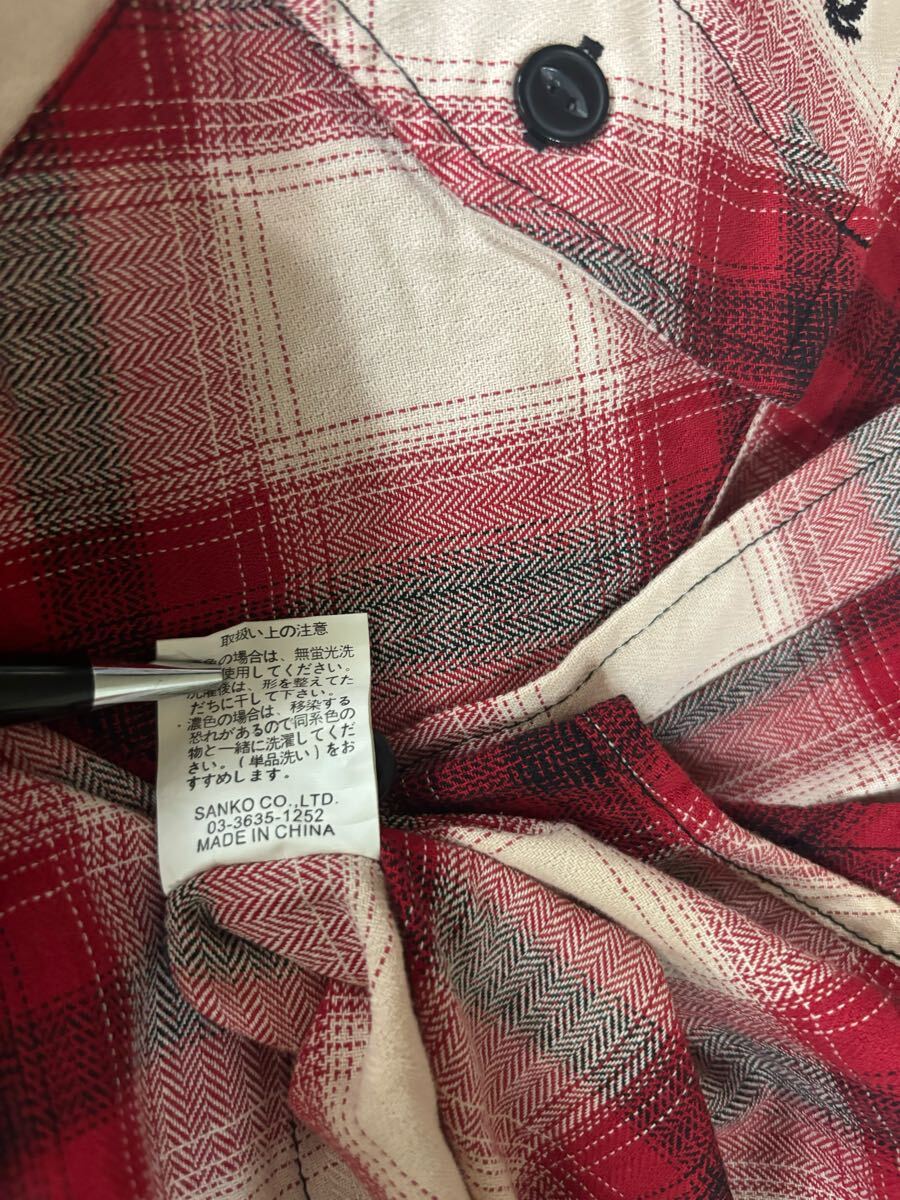 取扱い上の注意
色の場合は、無蛍光洗
使用してください。
洗濯後は、形を整えてた
だちに干して下さい。
・濃色の場合は、移染する
恐れがあるので同系色の
物と一緒に洗濯してくだ
さい。(単品洗い)をお
すすめします。
SANKO CO.,LTD.
03-3635-1252
MADE IN CHINA